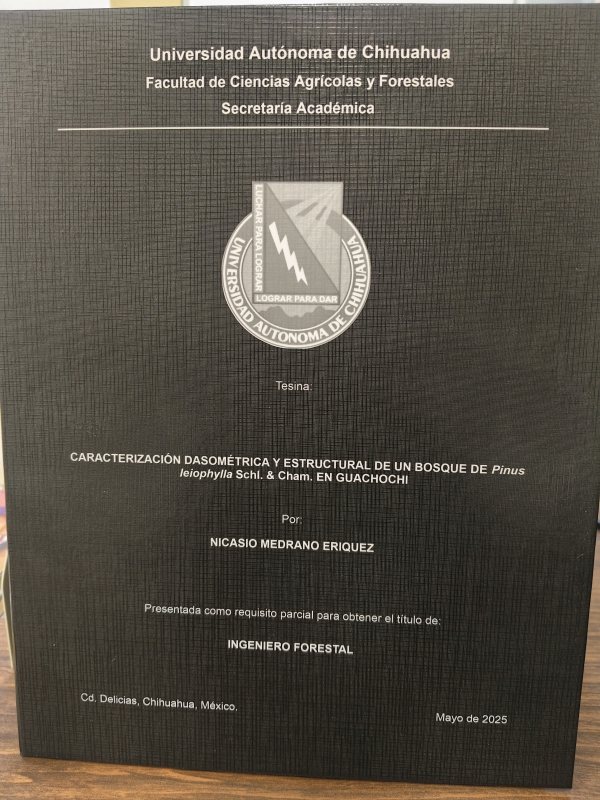 Universidad Autónoma de Chihuahua
Facultad de Ciencias Agrícolas y Forestales
Secretaría Académica
LUCHAR PARA LOGRAR
LOGRAR PARA DAR
UNIVERSIDAD AUTONOMA DE CHIHUAHUA
Tesina:
CARACTERIZACIÓN DASOMÉTRICA Y ESTRUCTURAL DE UN BOSQUE DE Pinus
leiophylla Schl. & Cham. EN GUACHOCHI
Por:
NICASIO MEDRANO ERIQUEZ
Presentada como requisito parcial para obtener el título de:
INGENIERO FORESTAL
Cd. Delicias, Chihuahua, México.
Mayo de 2025